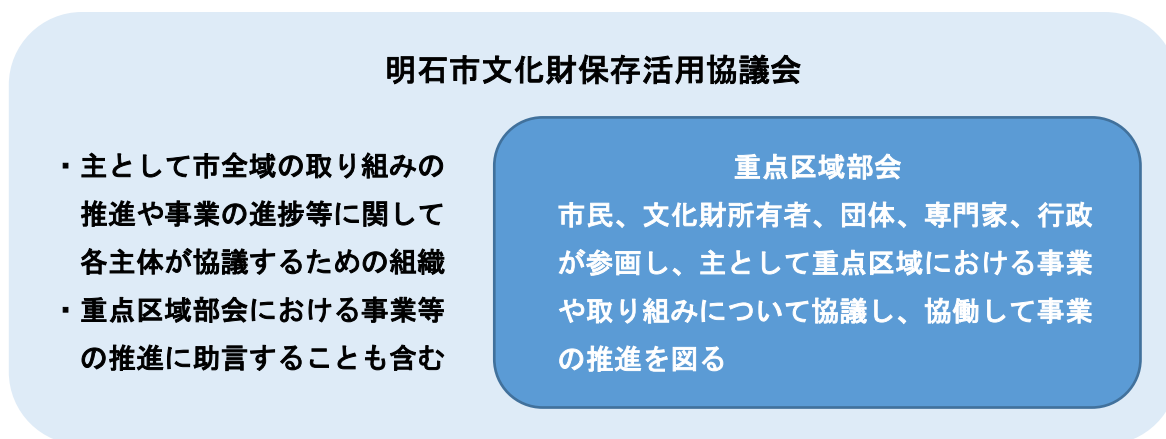 明石市文化財保存活用協議会
・主として市全域の取り組みの
推進や事業の進捗等に関して
各主体が協議するための組織
・重点区域部会における事業等
の推進に助言することも含む
重点区域部会
市民、文化財所有者、団体、専門家、行政
が参画し、主として重点区域における事業
や取り組みについて協議し、協働して事業
の推進を図る